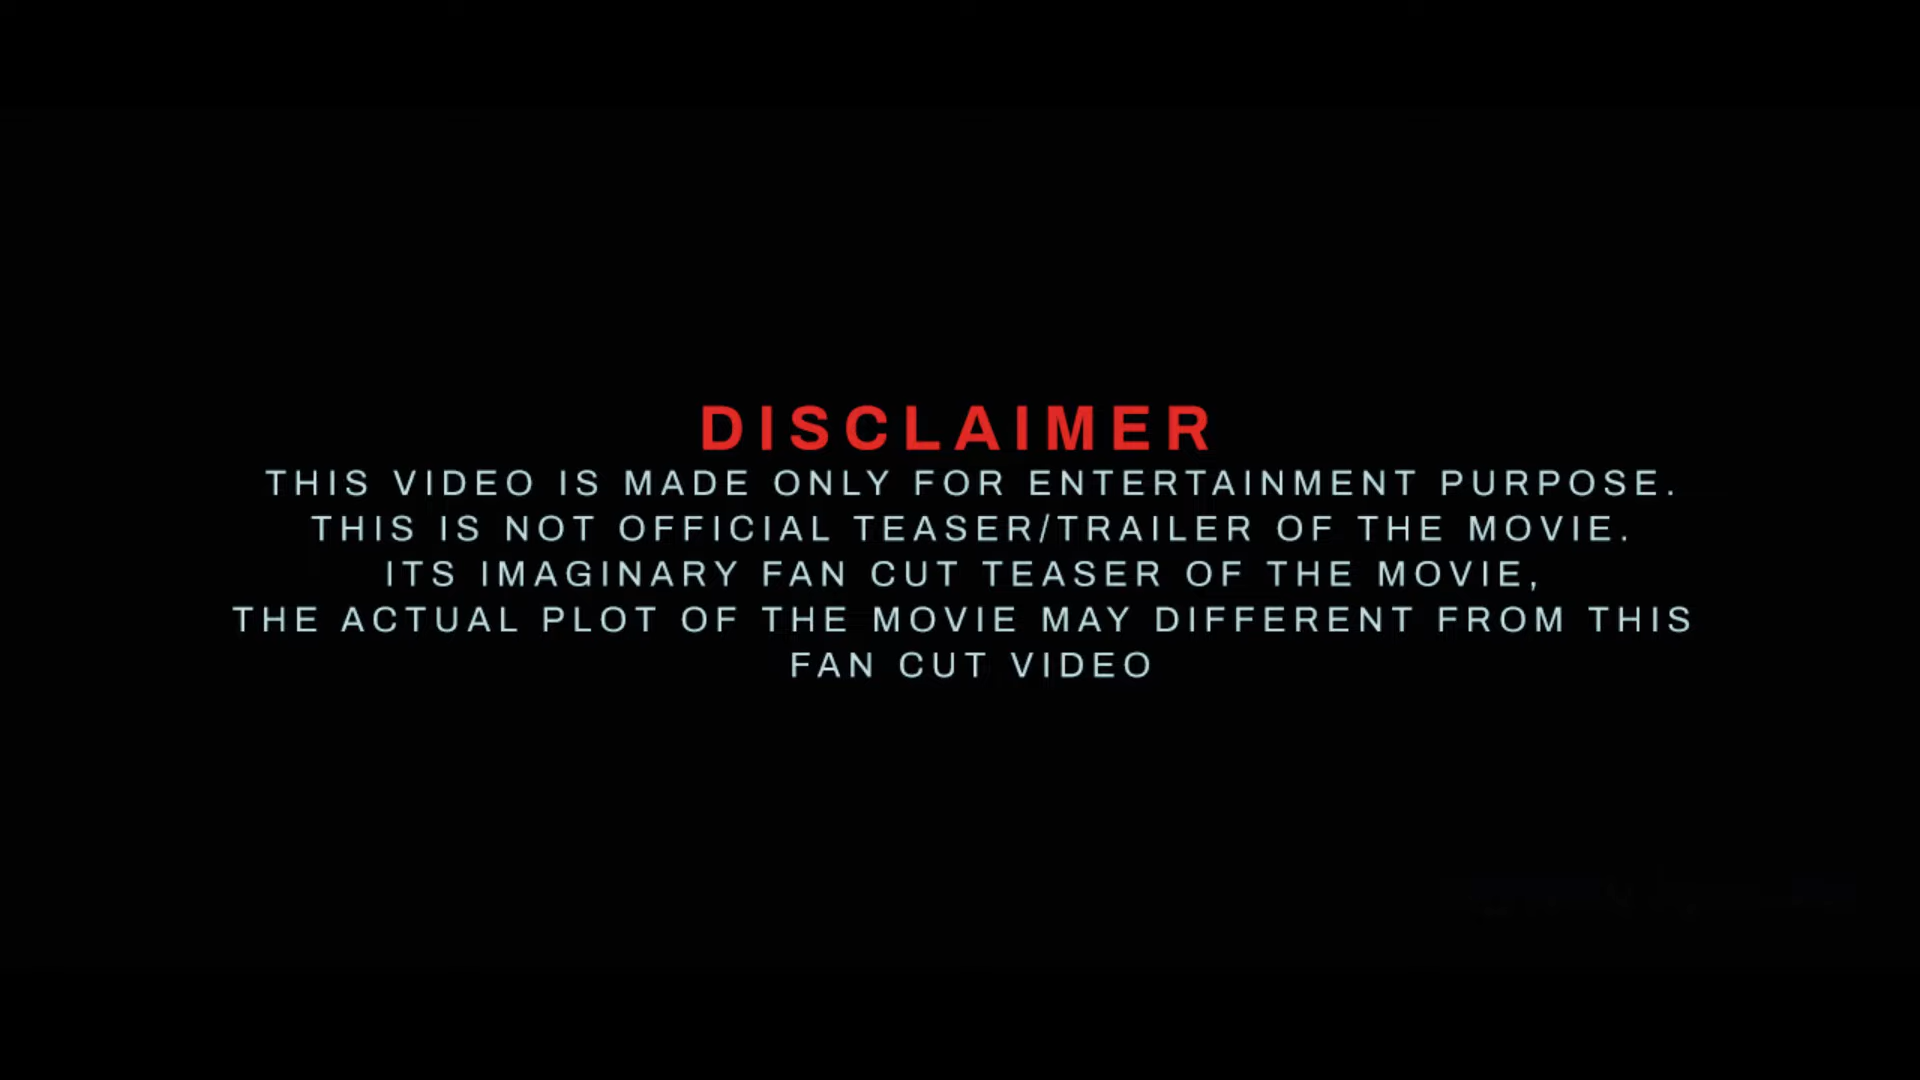 DISCLAIMER
THIS VIDEO IS MADE ONLY FOR ENTERTAINMENT PURPOSE.
THIS IS NOT OFFICIAL TEASER/TRAILER OF THE MOVIE.
ITS IMAGINARY FAN CUT TEASER OF THE MOVIE,
THE ACTUAL PLOT OF THE MOVIE MAY DIFFERENT FROM THIS
FAN CUT VIDEO